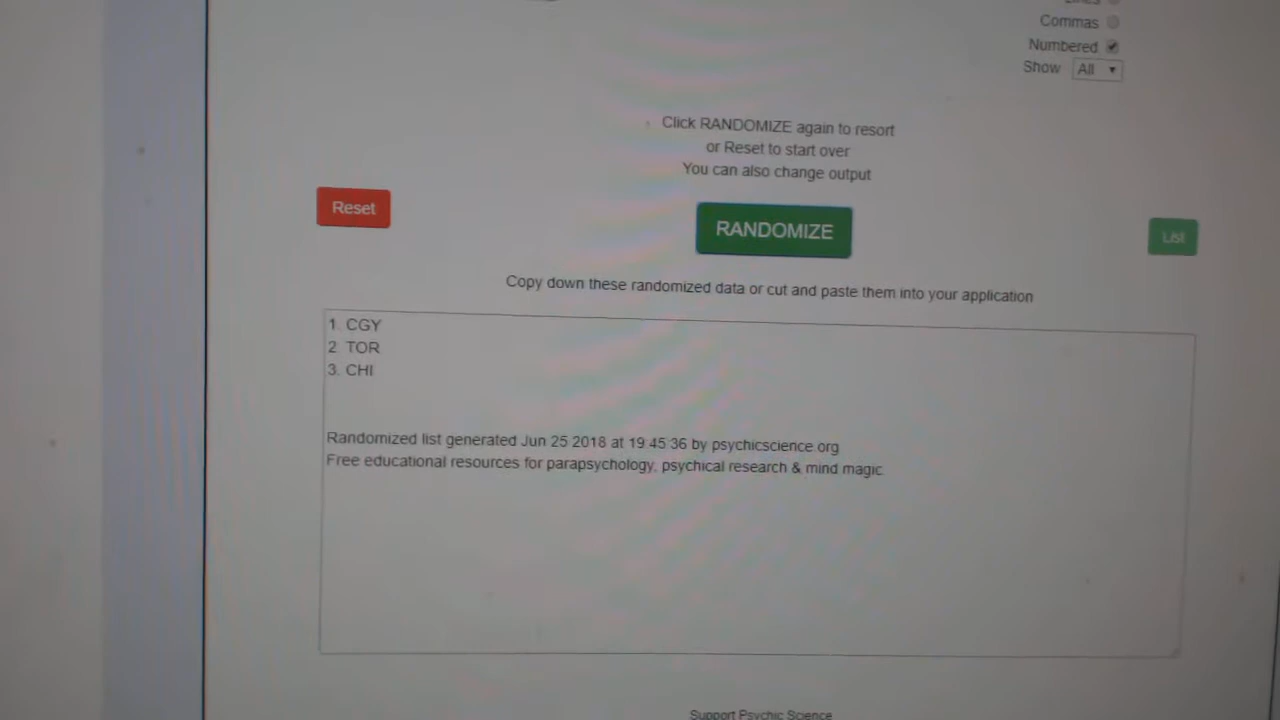 Commas
Numbered
Show All
Click RANDOMIZE again to resort
or Reset to start over
You can also change output
Reset
RANDOMIZE
List
Copy down these randomized data or cut and paste them into your application
1. CGY
2. TOR
3. CHI
Randomized list generated Jun 25 2018 at 19:45:36 by psychicscience.org
Free educational resources for parapsychology, psychical research & mind magic
Support Psychic Science